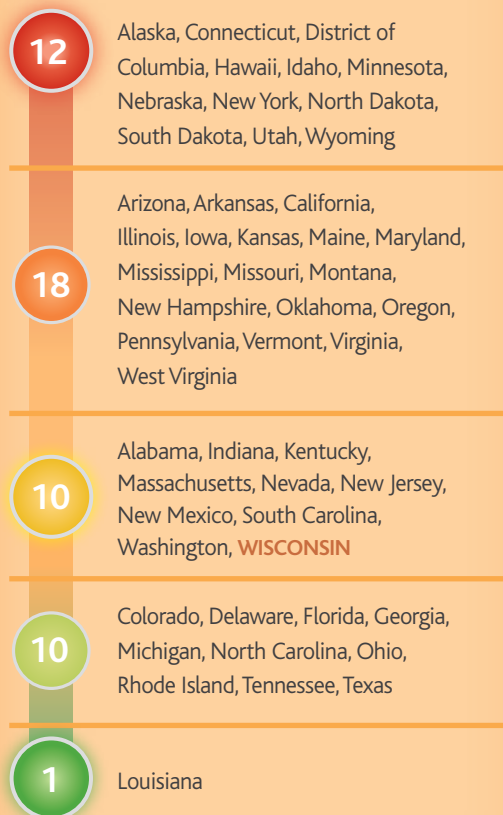 12
Alaska, Connecticut, District of
Columbia, Hawaii, Idaho, Minnesota,
Nebraska, New York, North Dakota,
South Dakota, Utah, Wyoming
18
Arizona, Arkansas, California,
Illinois, Iowa, Kansas, Maine, Maryland,
Mississippi, Missouri, Montana,
New Hampshire, Oklahoma, Oregon,
Pennsylvania, Vermont, Virginia,
West Virginia
10
Alabama, Indiana, Kentucky,
Massachusetts, Nevada, New Jersey,
New Mexico, South Carolina,
Washington, WISCONSIN
10
Colorado, Delaware, Florida, Georgia,
Michigan, North Carolina, Ohio,
Rhode Island, Tennessee, Texas
1
Louisiana